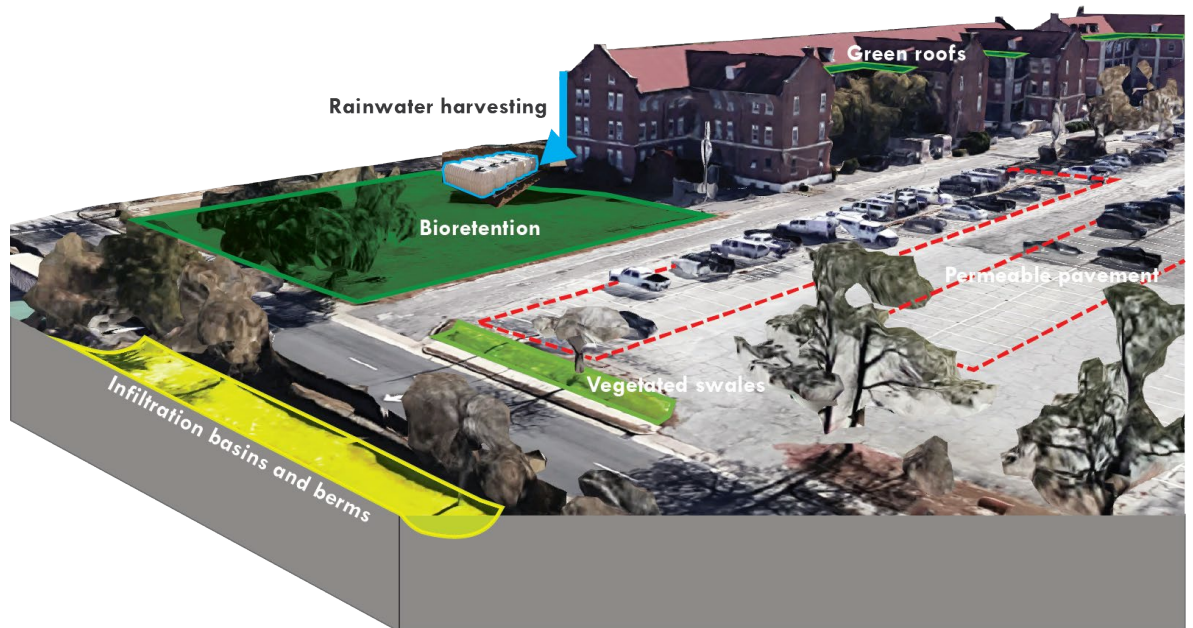 Green roofs
Rainwater harvesting
Bioretention
Permeable pavement
Vegetated swales
Infiltration basins and berms